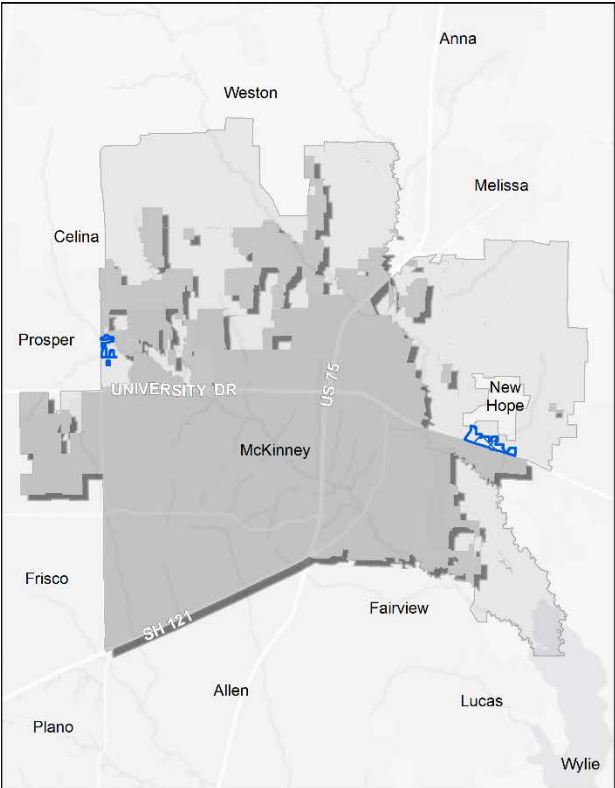 Anna
Weston
Melissa
Celina
Prosper
UNIVERSITY DR
US 75
New
Hope
McKinney
Frisco
SH 121
Fairview
Allen
Lucas
Plano
Wylie